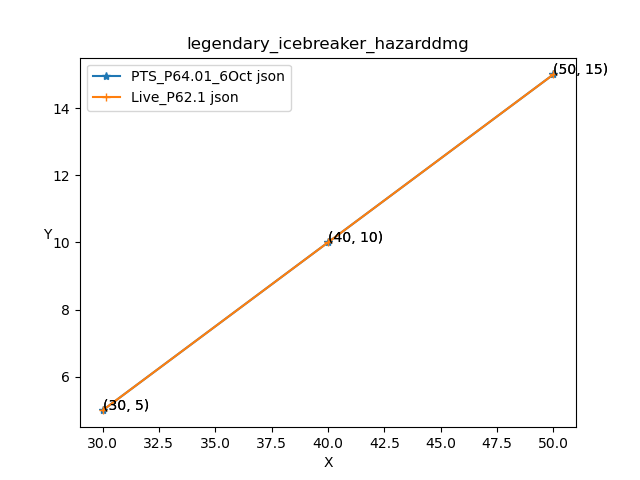 legendary_icebreaker_hazarddmg
PTS_P64.01_6Oct json
Live_P62.1 json
(50, 15)
(40, 10)
(30, 5)
14
12
10
8
6
Y
30.0 32.5 35.0 37.5 40.0 42.5 45.0 47.5 50.0
X